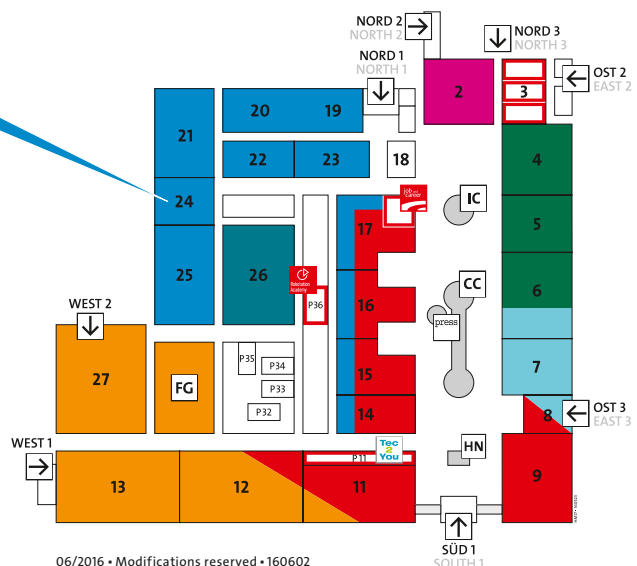 NORD 2
NORTH 2
NORD 3
NORTH 3
NORD 1
NORTH 1
OST 2
EAST 2
2
3
20
19
21
22
23
18
4
24
job and career
IC
17
5
25
26
Robotation
Academy
CC
6
P36
16
press
WEST 2
27
P35
P34
FG
P33
P32
15
7
14
8
OST 3
EAST 3
WEST 1
Tec
2
You
HN
P11
13
12
11
9
SÜD 1
SOUTH 1
06/2016 • Modifications reserved • 160602